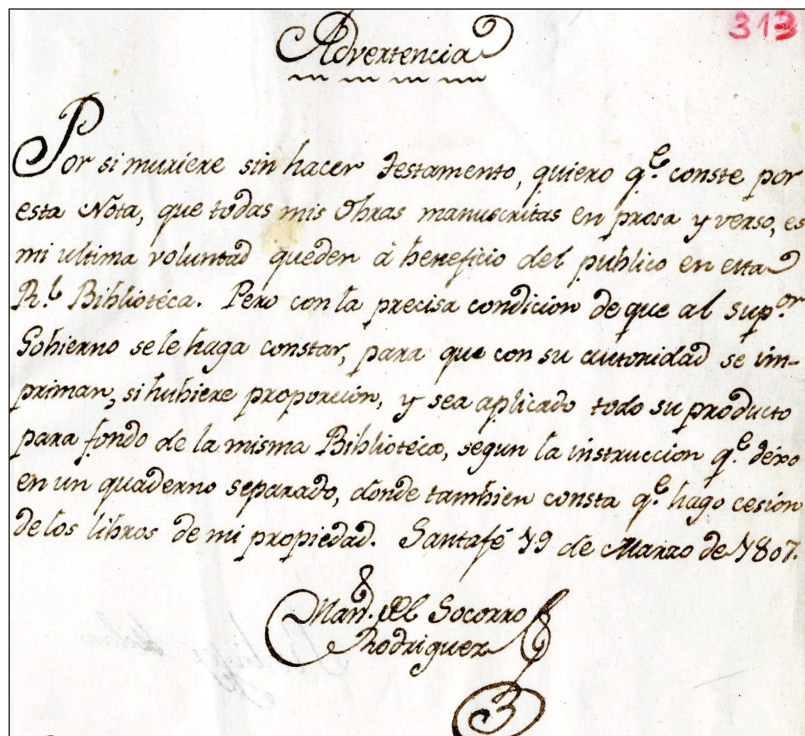 313
Advertencia
Por si muriere sin hacer Testamento, quiero q.e conste por
esta Nota, que todas mis Obras manuscritas en prosa y verso, es
mi ultima voluntad queden á beneficio del publico en esta
R.l Bibliotéca. Pero con la precisa condicion de que al sup.or
Gobierno se le haga constar, para que con su autoridad se im-
priman, si hubiere proporcion, y sea aplicado todo su producto
para fondo de la misma Biblioteca, segun la instruccion q.e déxo
en un quaderno separado, donde tambien consta q.e hago cesión
de los libros de mi propiedad. Santafé 19 de Marzo de 1807.
Man.l del Socorro
Rodriguez